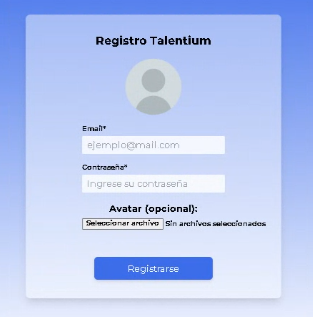 Registro Talentium
Email*
ejemplo@mail.com
Contraseña*
Ingrese su contraseña
Avatar (opcional):
Seleccionar archivo Sin archivos seleccionados
Registrarse